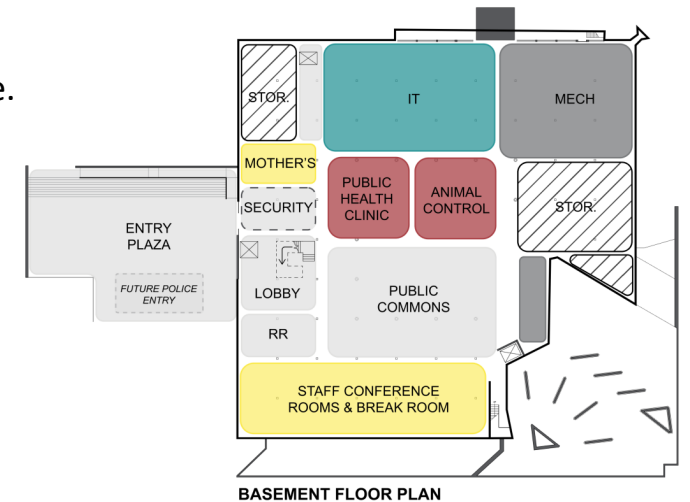 e.
STOR.
IT
MECH
MOTHER'S
PUBLIC
HEALTH
CLINIC
ANIMAL
CONTROL
SECURITY
STOR.
ENTRY
PLAZA
FUTURE POLICE
ENTRY
LOBBY
PUBLIC
COMMONS
RR
STAFF CONFERENCE
ROOMS & BREAK ROOM
BASEMENT FLOOR PLAN